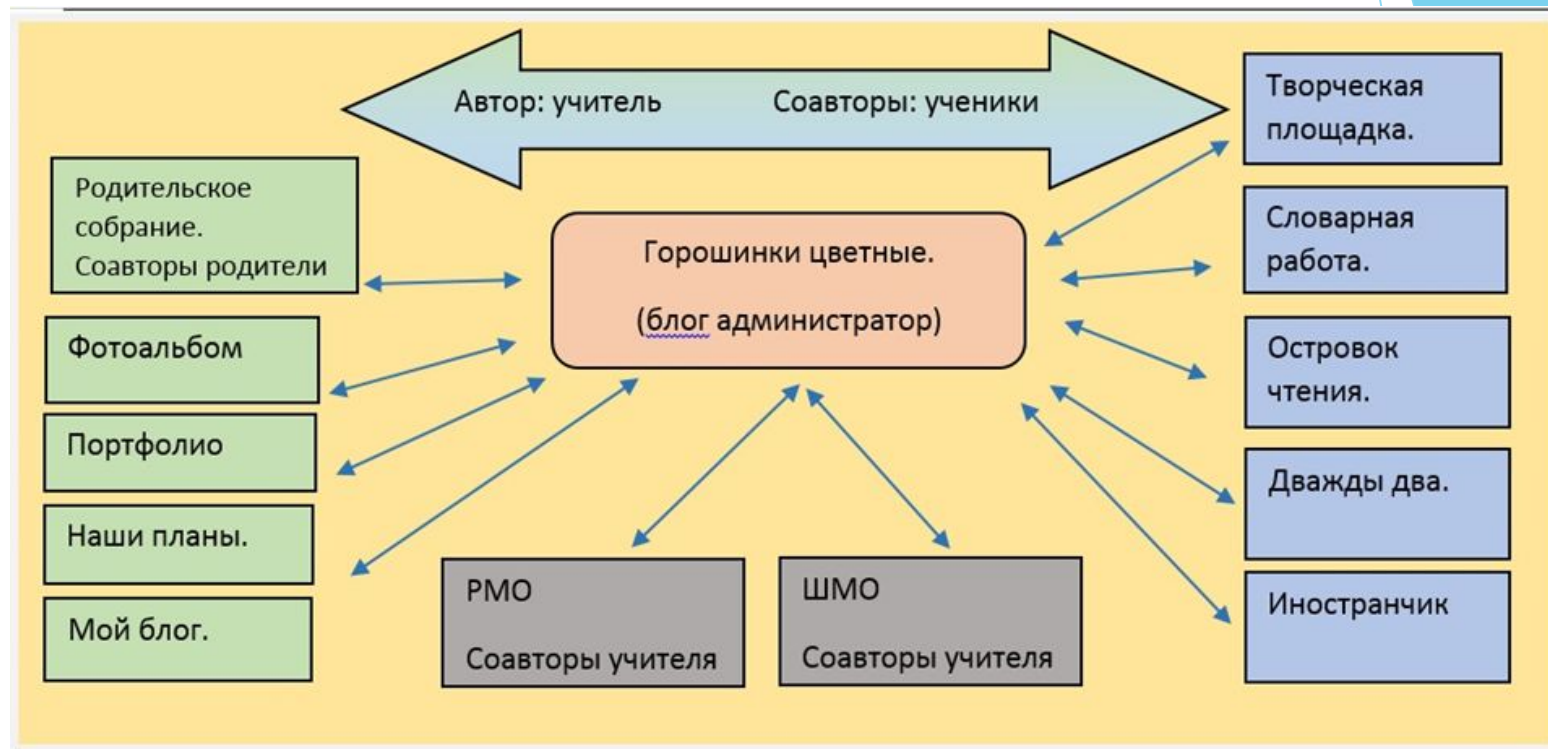 Автор: учитель Соавторы: ученики
Родительское
собрание.
Соавторы родители
Фотоальбом
Портфолио
Наши планы.
Мой блог.
Горошинки цветные.
(блог администратор)
РМО
Соавторы учителя
ШМО
Соавторы учителя
Творческая
площадка.
Словарная
работа.
Островок
чтения.
Дважды два.
Иностранчик